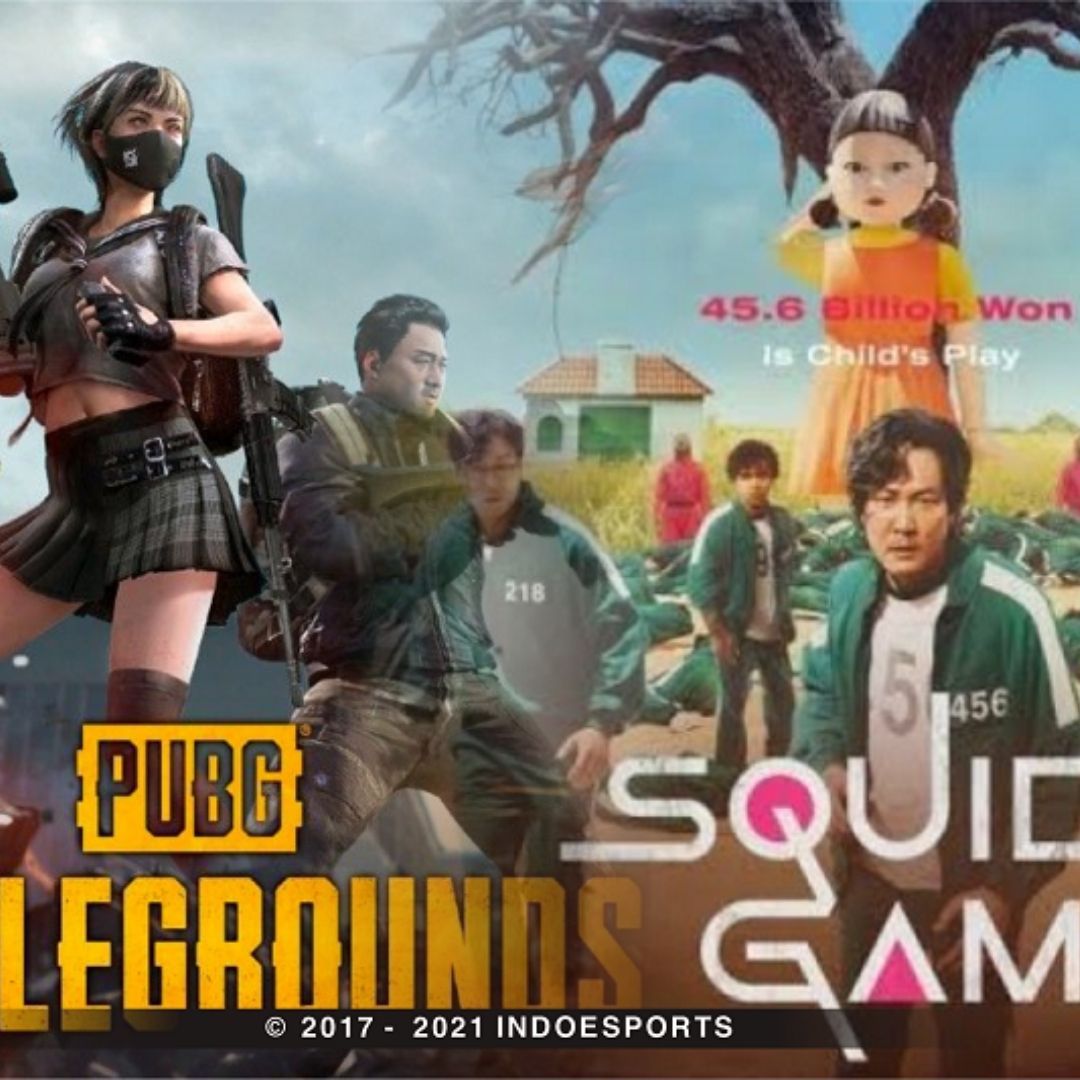 45.6 Billion Won
Is Child's Play
218
5
456
PUBG
LEGROUNDS
SQUID
GAM
© 2017 - 2021 INDOESPORTS